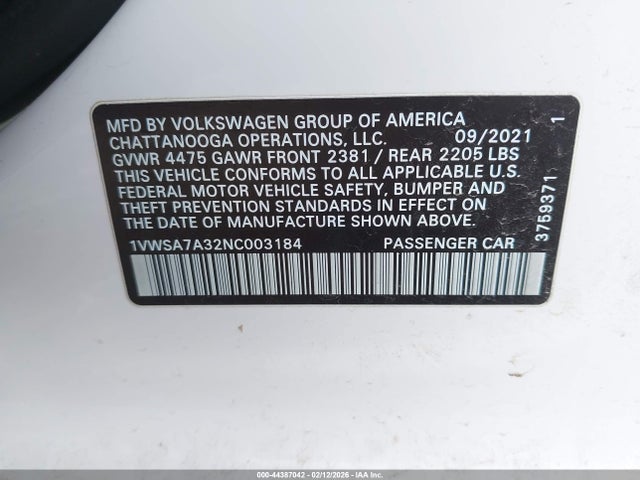 MFD BY VOLKSWAGEN GROUP OF AMERICA
CHATTANOOGA OPERATIONS, LLC. 09/2021
GVWR 4475 GAWR FRONT 2381 / REAR 2205 LBS
THIS VEHICLE CONFORMS TO ALL APPLICABLE U.S.
FEDERAL MOTOR VEHICLE SAFETY, BUMPER AND
THEFT PREVENTION STANDARDS IN EFFECT ON
THE DATE OF MANUFACTURE SHOWN ABOVE.
1VWSA7A32NC003184 PASSENGER CAR
3759371 1
000-44387042 / 02/12/2026 / IAA Inc.